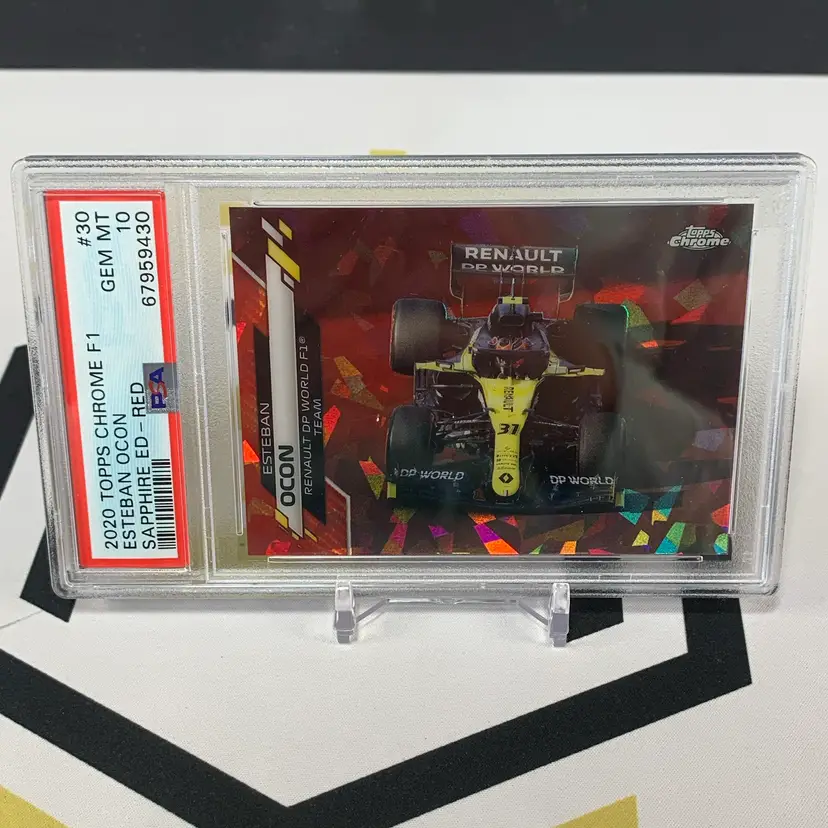 2020 TOPPS CHROME F1 #30
ESTEBAN OCON GEM MT
SAPPHIRE ED - RED 10
67959430
PSA
ESTEBAN
OCON
RENAULT DP WORLD F1®
TEAM
Topps
Chrome
RENAULT
DP WORLD
RENAULT
31
DP WORLD
DP WORLD